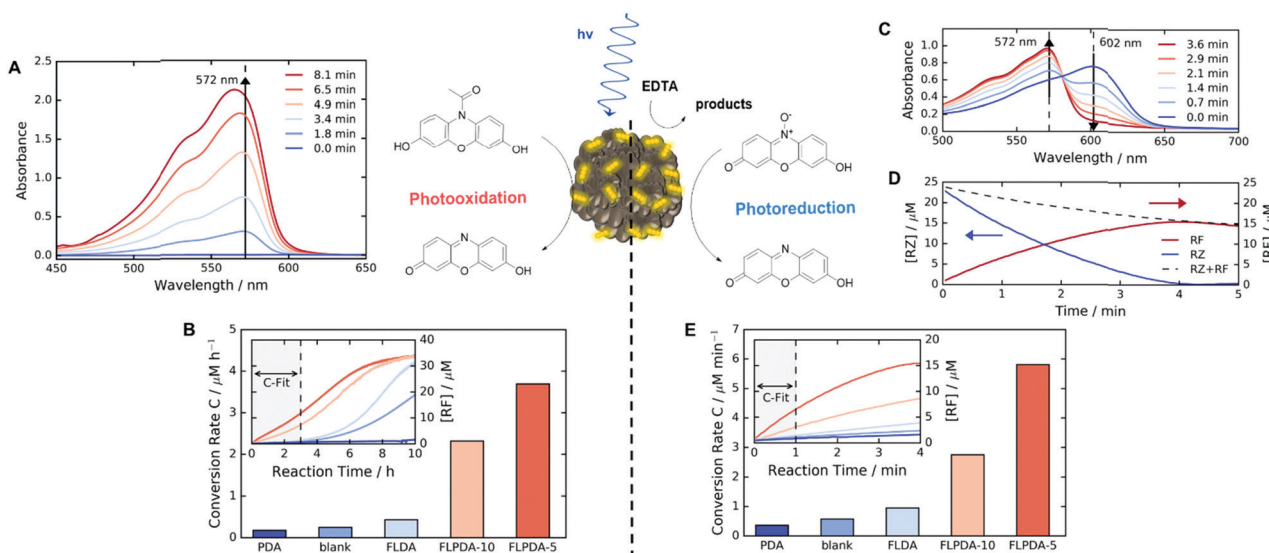 A
Absorbance
2.5
2.0
1.5
1.0
0.5
0.0
572 nm
8.1 min
6.5 min
4.9 min
3.4 min
1.8 min
0.0 min
450 500 550 600 650
Wavelength / nm
hν
EDTA
products
O
N
HO O OH
Photooxidation
N
O O OH
O-
N+
O O OH
Photoreduction
N
O O OH
C
Absorbance
1.0
0.8
0.6
0.4
0.2
0.0
572 nm
602 nm
3.6 min
2.9 min
2.1 min
1.4 min
0.7 min
0.0 min
500 550 600 650 700
Wavelength / nm
D
[RZ] / μM
25
20
15
10
5
0
RF
RZ
RZ+RF
25
20
15
10
5
0
[RF] / μM
0 1 2 3 4 5
Time / min
B
Conversion Rate C / μM h⁻¹
5
4
3
2
1
0
C-Fit
40
30
20
10
0
[RF] / μM
0 2 4 6 8 10
Reaction Time / h
PDA blank FLDA FLPDA-10 FLPDA-5
E
Conversion Rate C / μM min⁻¹
7
6
5
4
3
2
1
0
C-Fit
20
15
10
5
0
[RF] / μM
0 1 2 3 4
Reaction Time / min
PDA blank FLDA FLPDA-10 FLPDA-5